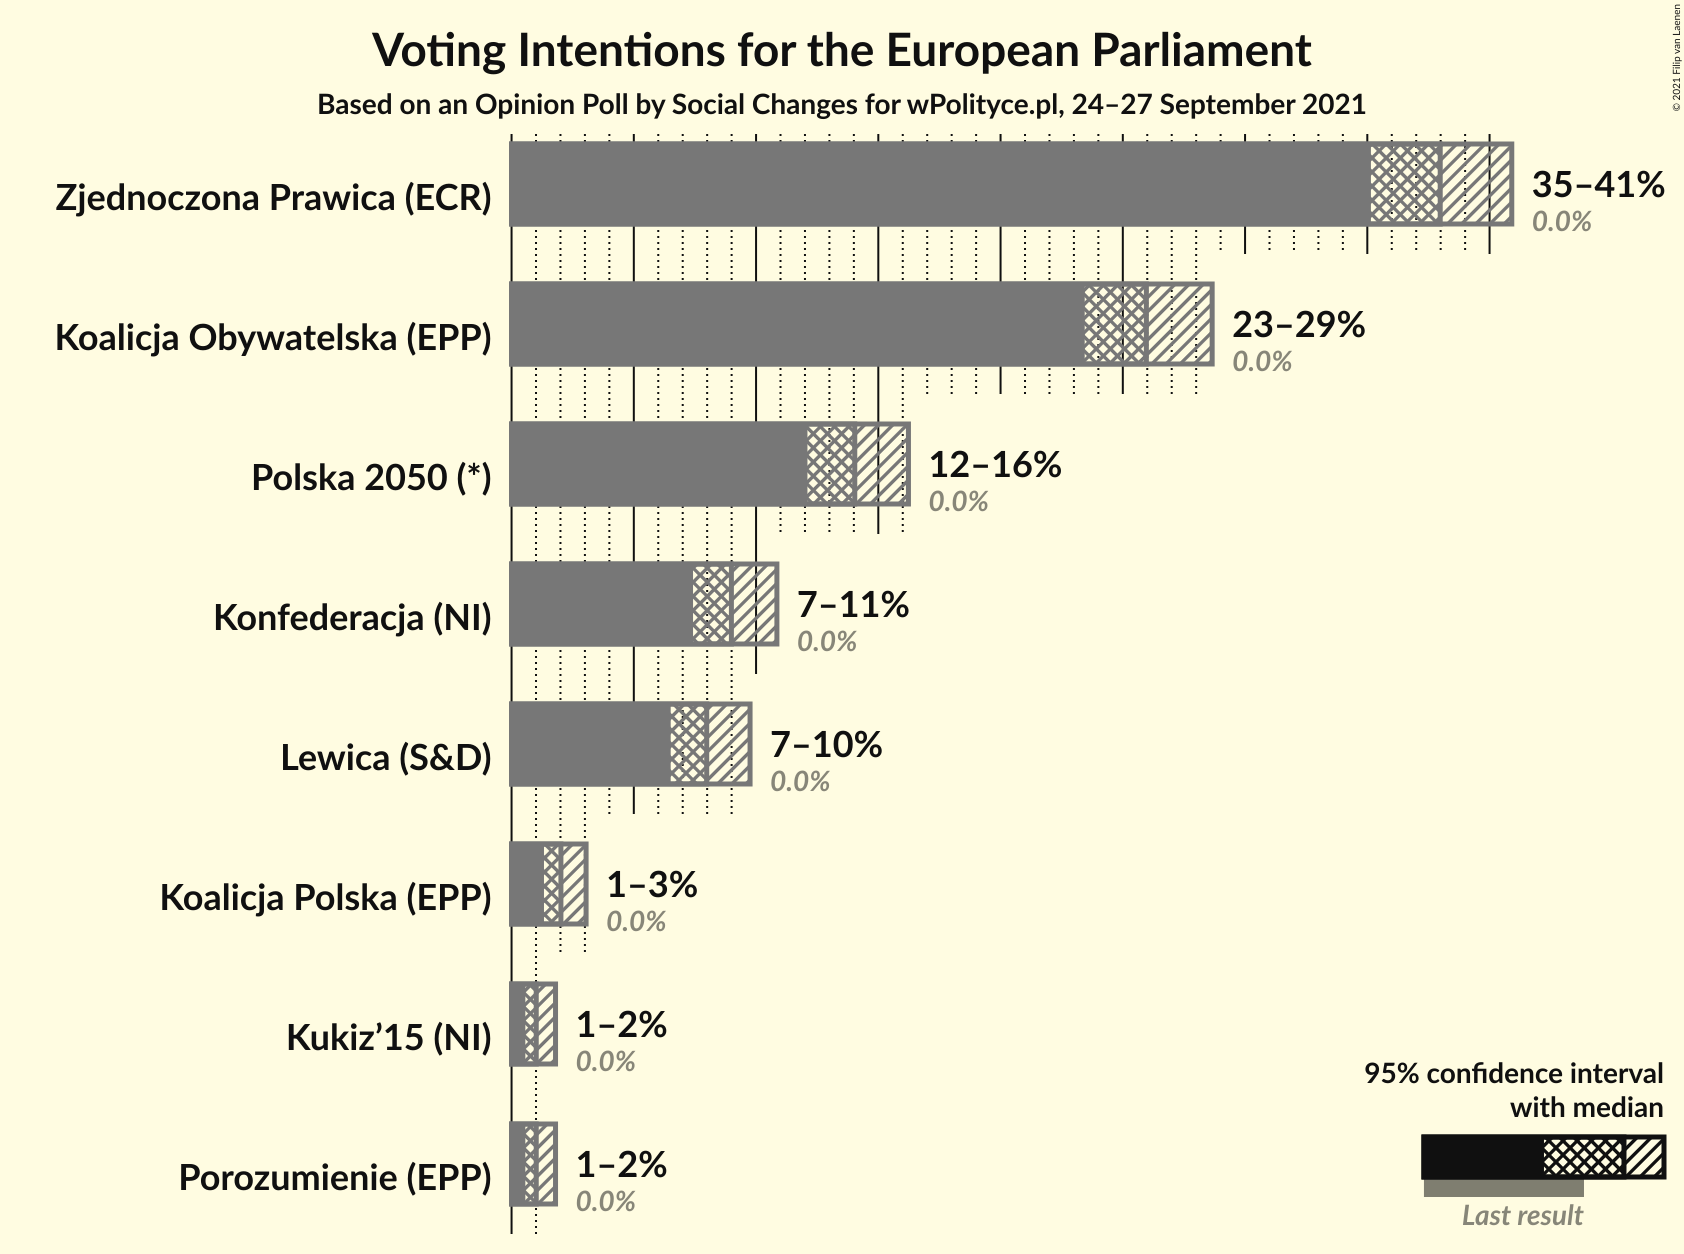 Voting Intentions for the European Parliament
Based on an Opinion Poll by Social Changes for wPolityce.pl, 24–27 September 2021
© 2021 Filip van Laenen
Zjednoczona Prawica (ECR)
35–41%
0.0%
Koalicja Obywatelska (EPP)
23–29%
0.0%
Polska 2050 (*)
12–16%
0.0%
Konfederacja (NI)
7–11%
0.0%
Lewica (S&D)
7–10%
0.0%
Koalicja Polska (EPP)
1–3%
0.0%
Kukiz’15 (NI)
1–2%
0.0%
Porozumienie (EPP)
1–2%
0.0%
95% confidence interval
with median
Last result